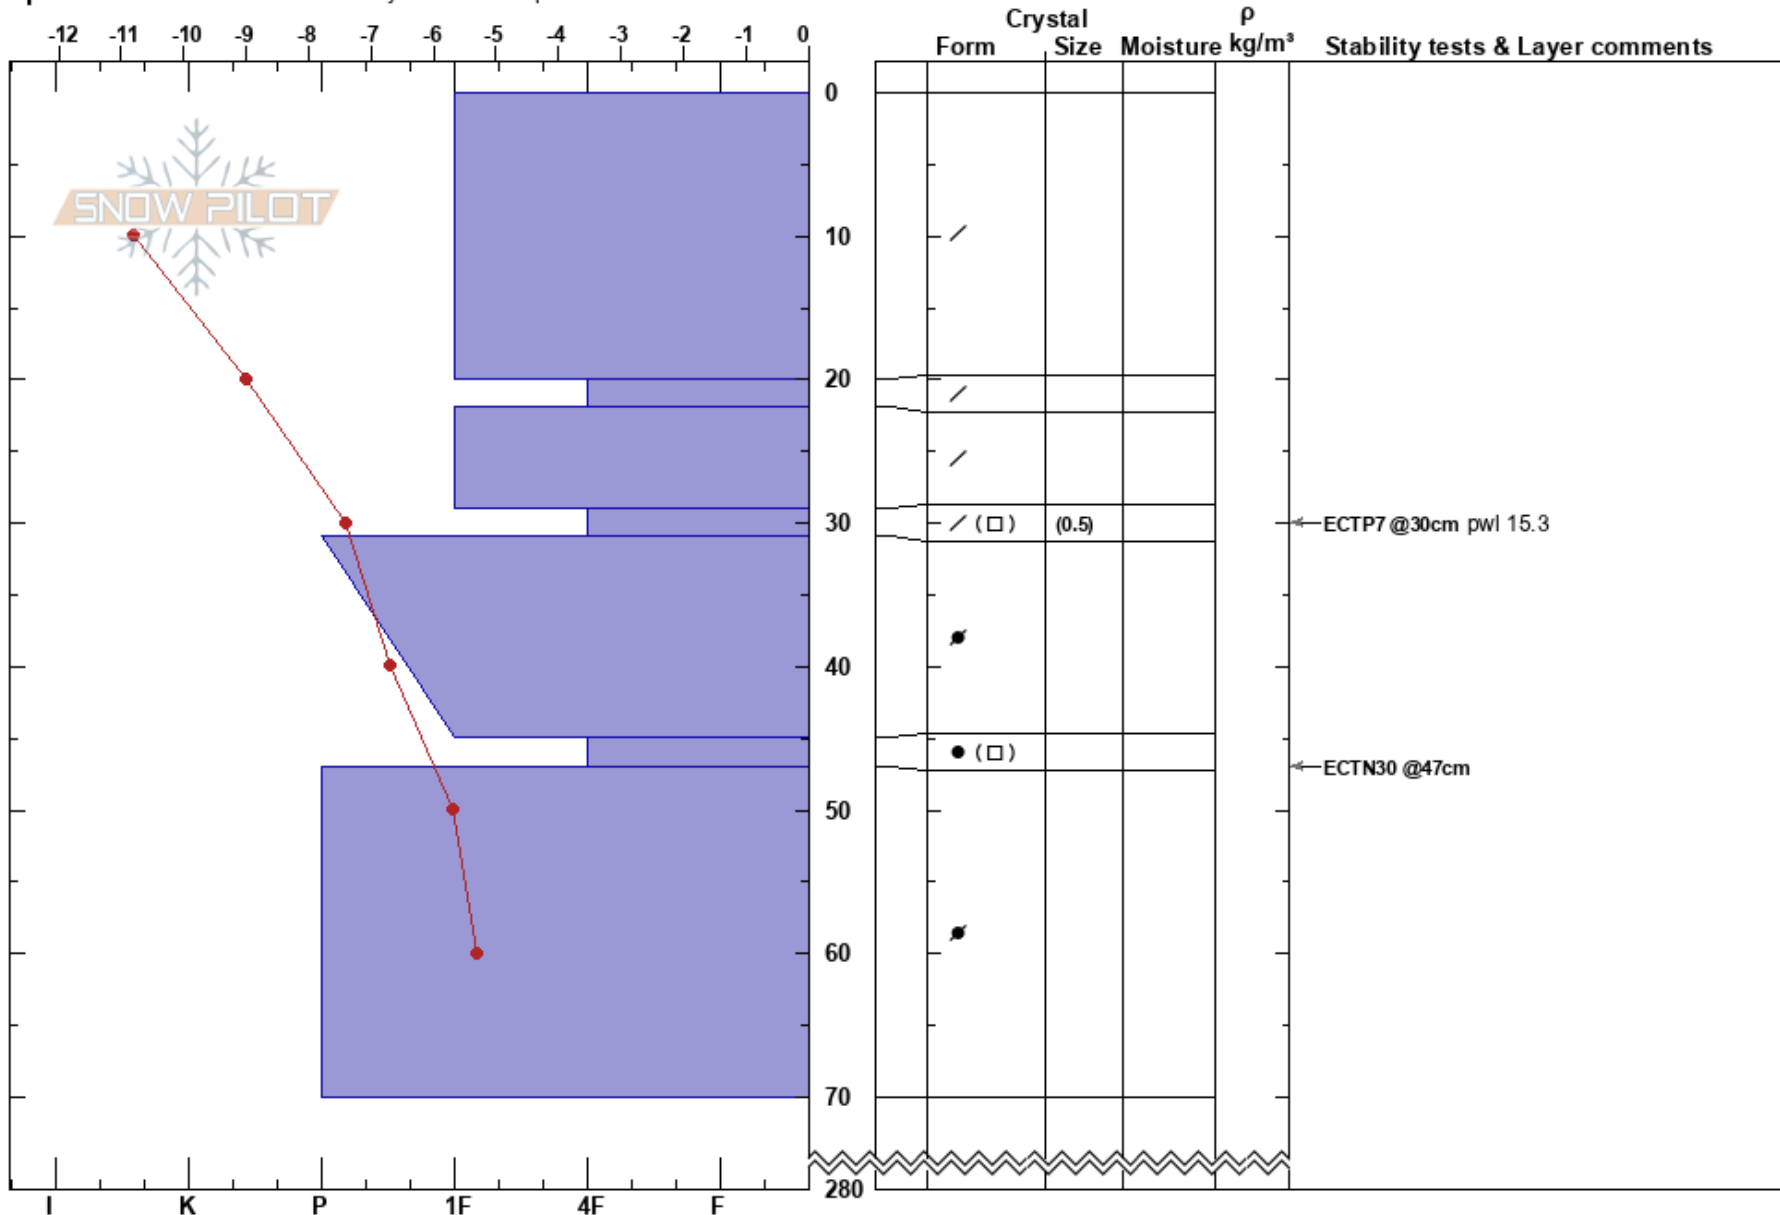 Crystal ρ
-12 -11 -10 -9 -8 -7 -6 -5 -4 -3 -2 -1 0 Form Size Moisture kg/m³ Stability tests & Layer comments
0
SNOW PILOT
10
20
30 (0.5) ECTP7 @30cm pwl 15.3
40
ECTN30 @47cm
50
60
70
280
I K P 1F 4F F